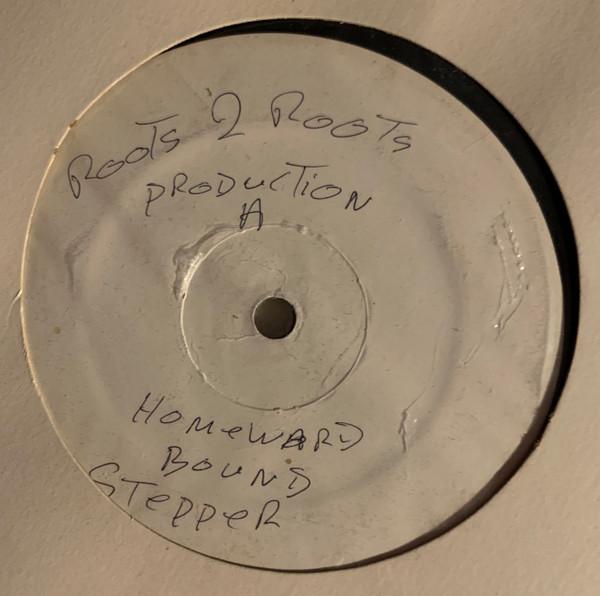 Roots 2 Roots
PRODUCTION
A
HOMeWARD
BOUND
STeppeR